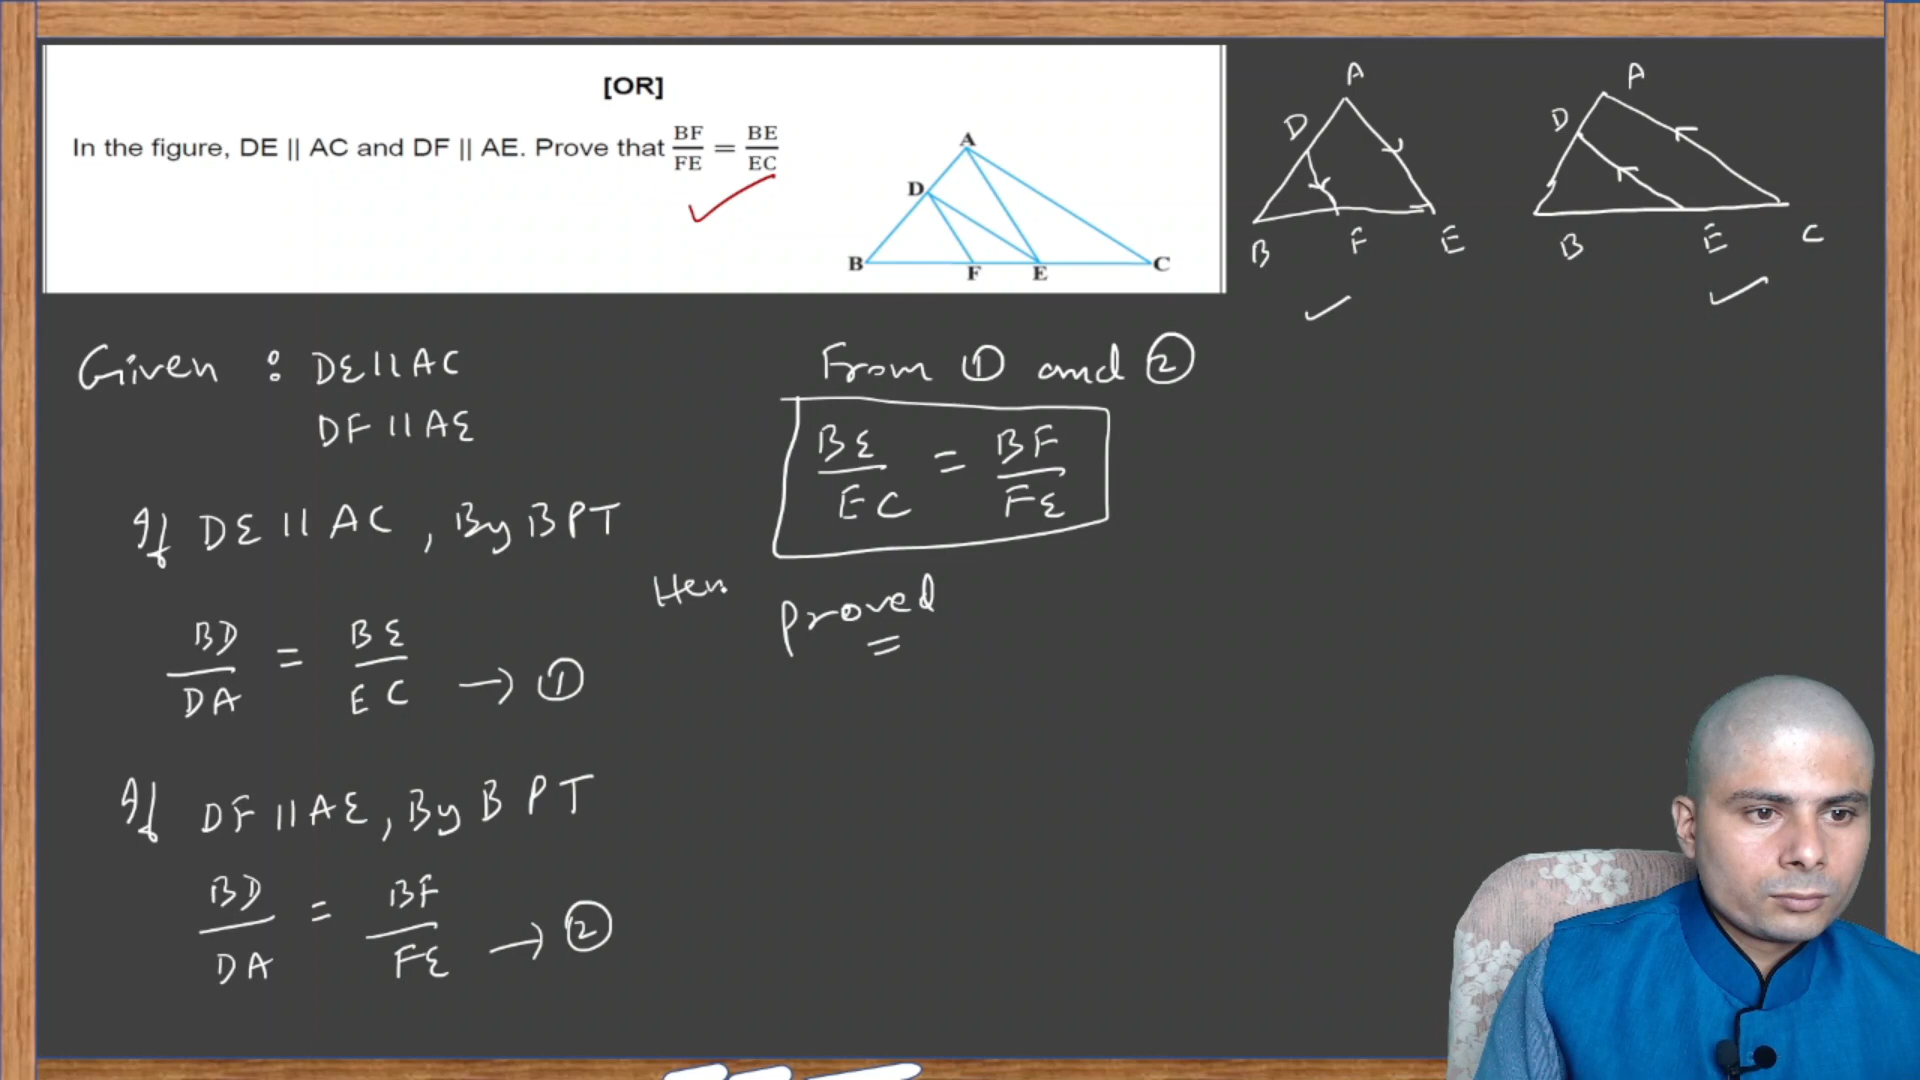 [OR]
In the figure, DE || AC and DF || AE. Prove that BF/FE = BE/EC
A
D
B F E C
A
D
B F E
A
D
B E C
Given : DE || AC
DF || AE
If DE || AC, By BPT
BD/DA = BE/EC → ①
If DF || AE, By BPT
BD/DA = BF/FE → ②
From ① and ②
BE/EC = BF/FE
proved